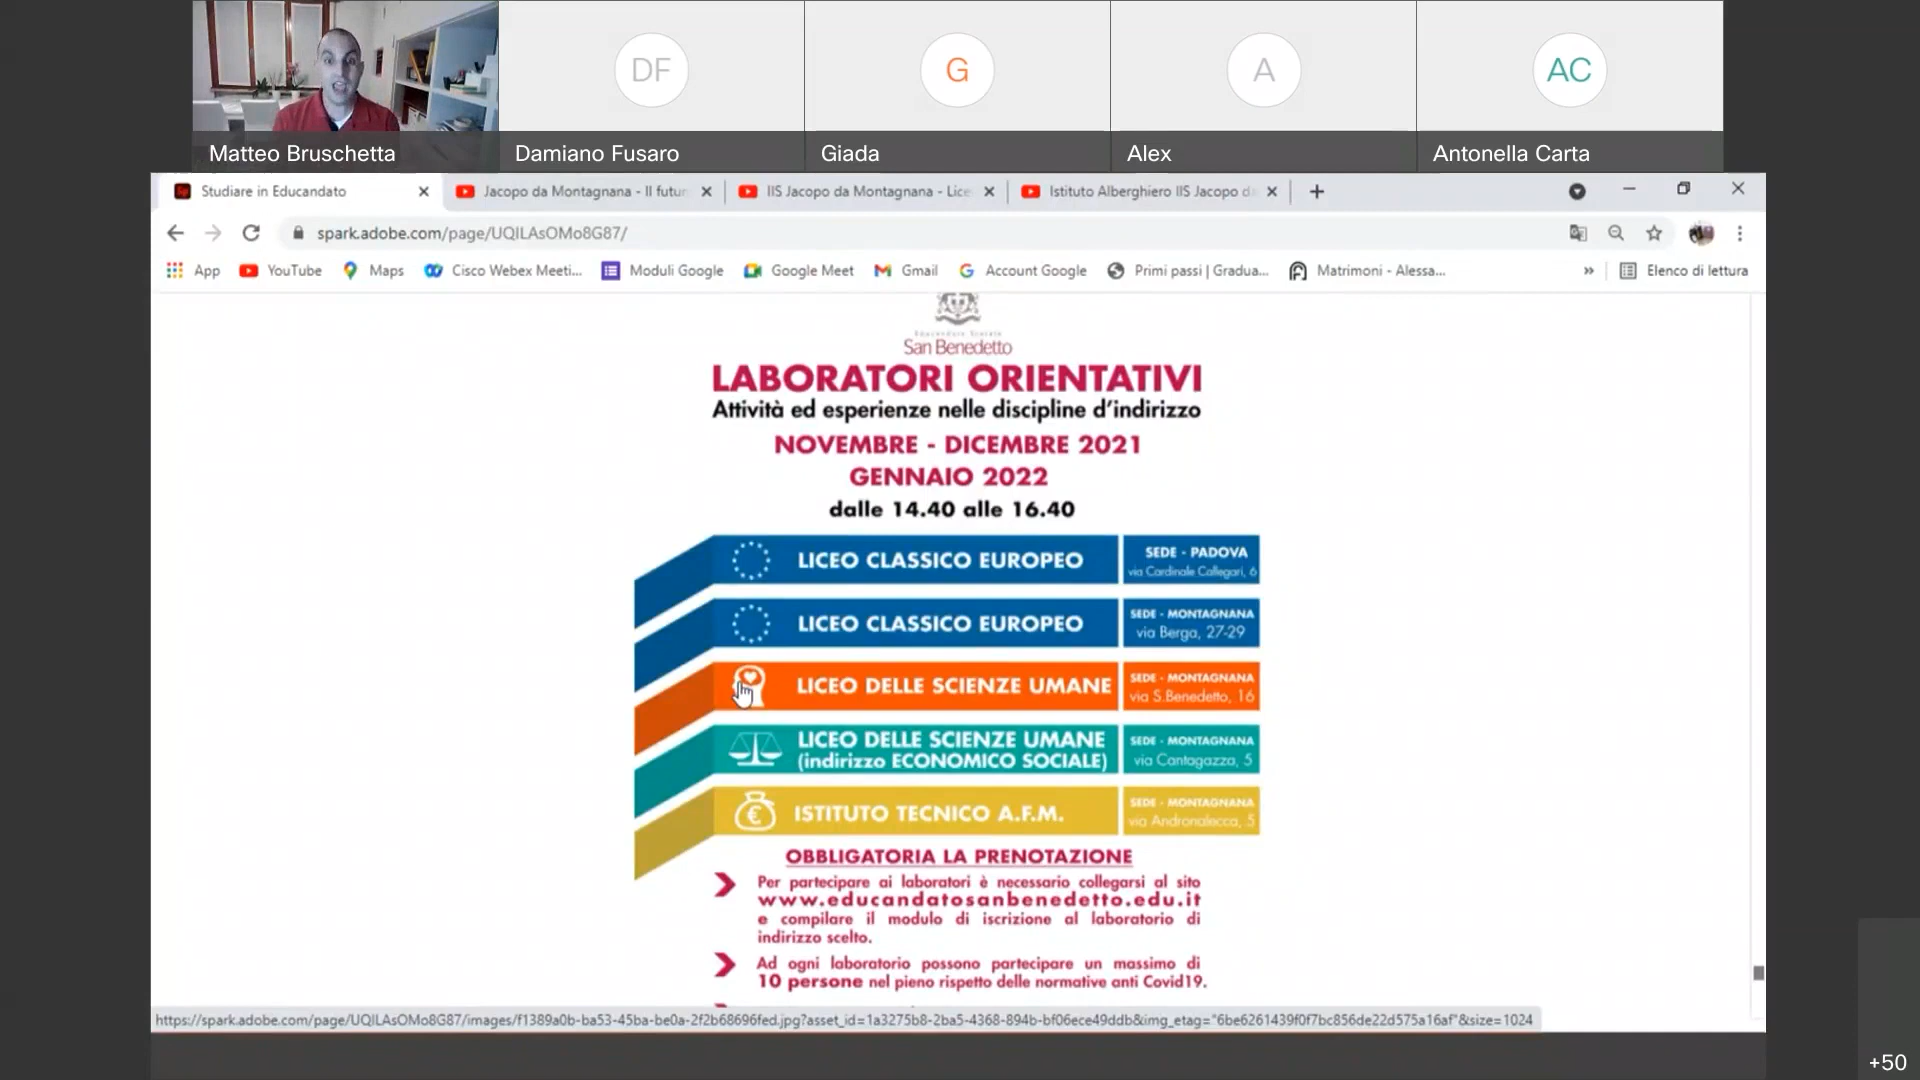 DF
G
A
AC
Matteo Bruschetta
Damiano Fusaro
Giada
Alex
Antonella Carta
Studiare in Educandato
Jacopo da Montagnana - Il futur
IIS Jacopo da Montagnana - Lice
Istituto Alberghiero IIS Jacopo d
spark.adobe.com/page/UQILAsOMo8G87/
App
YouTube
Maps
Cisco Webex Meeti...
Moduli Google
Google Meet
Gmail
Account Google
Primi passi | Gradua...
Matrimoni - Alessa...
»
Elenco di lettura
Educandato Statale
San Benedetto
LABORATORI ORIENTATIVI
Attività ed esperienze nelle discipline d'indirizzo
NOVEMBRE - DICEMBRE 2021
GENNAIO 2022
dalle 14.40 alle 16.40
LICEO CLASSICO EUROPEO
SEDE - PADOVA
via Cardinale Callegari, 6
LICEO CLASSICO EUROPEO
SEDE - MONTAGNANA
via Berga, 27-29
LICEO DELLE SCIENZE UMANE
SEDE - MONTAGNANA
via S.Benedetto, 16
LICEO DELLE SCIENZE UMANE
(indirizzo ECONOMICO SOCIALE)
SEDE - MONTAGNANA
via Cantagazza, 5
€
ISTITUTO TECNICO A.F.M.
SEDE - MONTAGNANA
via Andronalecca, 5
OBBLIGATORIA LA PRENOTAZIONE
Per partecipare ai laboratori è necessario collegarsi al sito
www.educandatosanbenedetto.edu.it
e compilare il modulo di iscrizione al laboratorio di
indirizzo scelto.
Ad ogni laboratorio possono partecipare un massimo di
10 persone nel pieno rispetto delle normative anti Covid19.
https://spark.adobe.com/page/UQILAsOMo8G87/images/f1389a0b-ba53-45ba-be0a-2f2b68696fed.jpg?asset_id=1a3275b8-2ba5-4368-894b-bf06ece49ddb&img_etag="6be6261439f0f7bc856de22d575a16af"&size=1024
+50